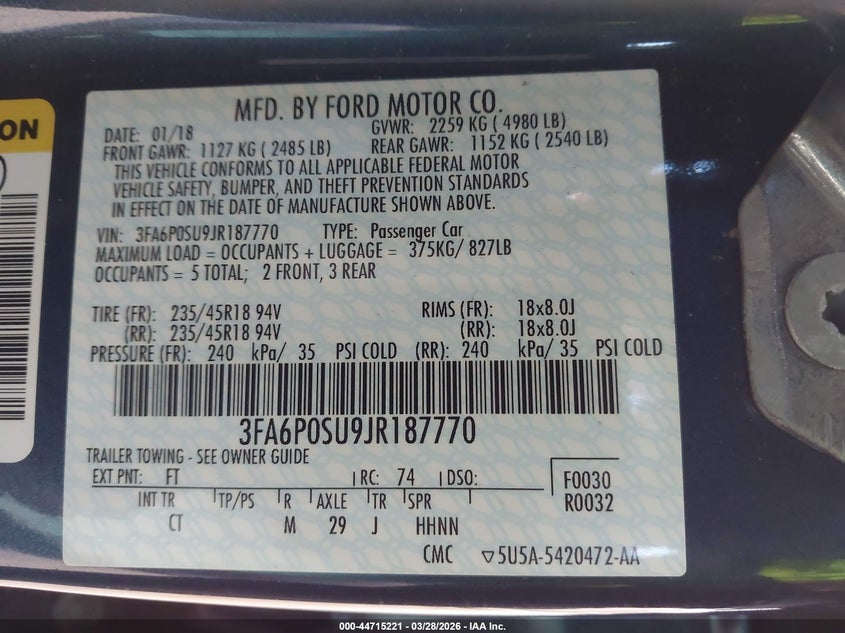 ON
MFD. BY FORD MOTOR CO.
DATE: 01/18 GVWR: 2259 KG ( 4980 LB)
FRONT GAWR: 1127 KG ( 2485 LB) REAR GAWR: 1152 KG ( 2540 LB)
THIS VEHICLE CONFORMS TO ALL APPLICABLE FEDERAL MOTOR
VEHICLE SAFETY, BUMPER, AND THEFT PREVENTION STANDARDS
IN EFFECT ON THE DATE OF MANUFACTURE SHOWN ABOVE.
VIN: 3FA6P0SU9JR187770 TYPE: Passenger Car
MAXIMUM LOAD = OCCUPANTS + LUGGAGE = 375KG/ 827LB
OCCUPANTS = 5 TOTAL; 2 FRONT, 3 REAR
TIRE (FR): 235/45R18 94V RIMS (FR): 18x8.0J
(RR): 235/45R18 94V (RR): 18x8.0J
PRESSURE (FR): 240 kPa/ 35 PSI COLD (RR): 240 kPa/ 35 PSI COLD
3FA6P0SU9JR187770
TRAILER TOWING - SEE OWNER GUIDE
EXT PNT: FT RC: 74 DSO: F0030
INT TR TP/PS R AXLE TR SPR R0032
CT M 29 J HHNN
CMC ▽5U5A-5420472-AA
000-44715221 | 03/28/2026 - IAA Inc.